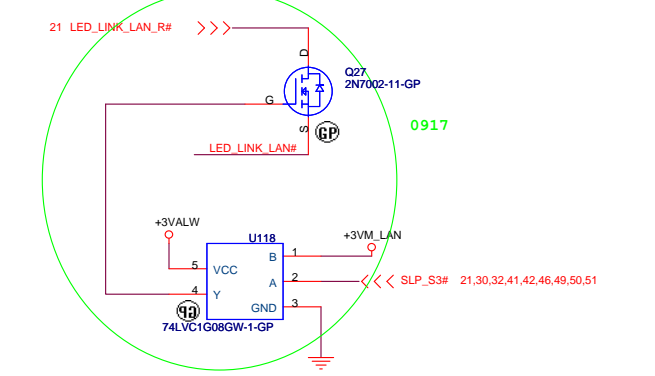 21 LED_LINK_LAN_R#
D
Q27
2N7002-11-GP
G
S
GP
0917
LED_LINK_LAN#
+3VALW
U118
+3VM_LAN
B
1
5
VCC
A
2
SLP_S3# 21,30,32,41,42,46,49,50,51
4
Y
GND
3
GP
74LVC1G08GW-1-GP